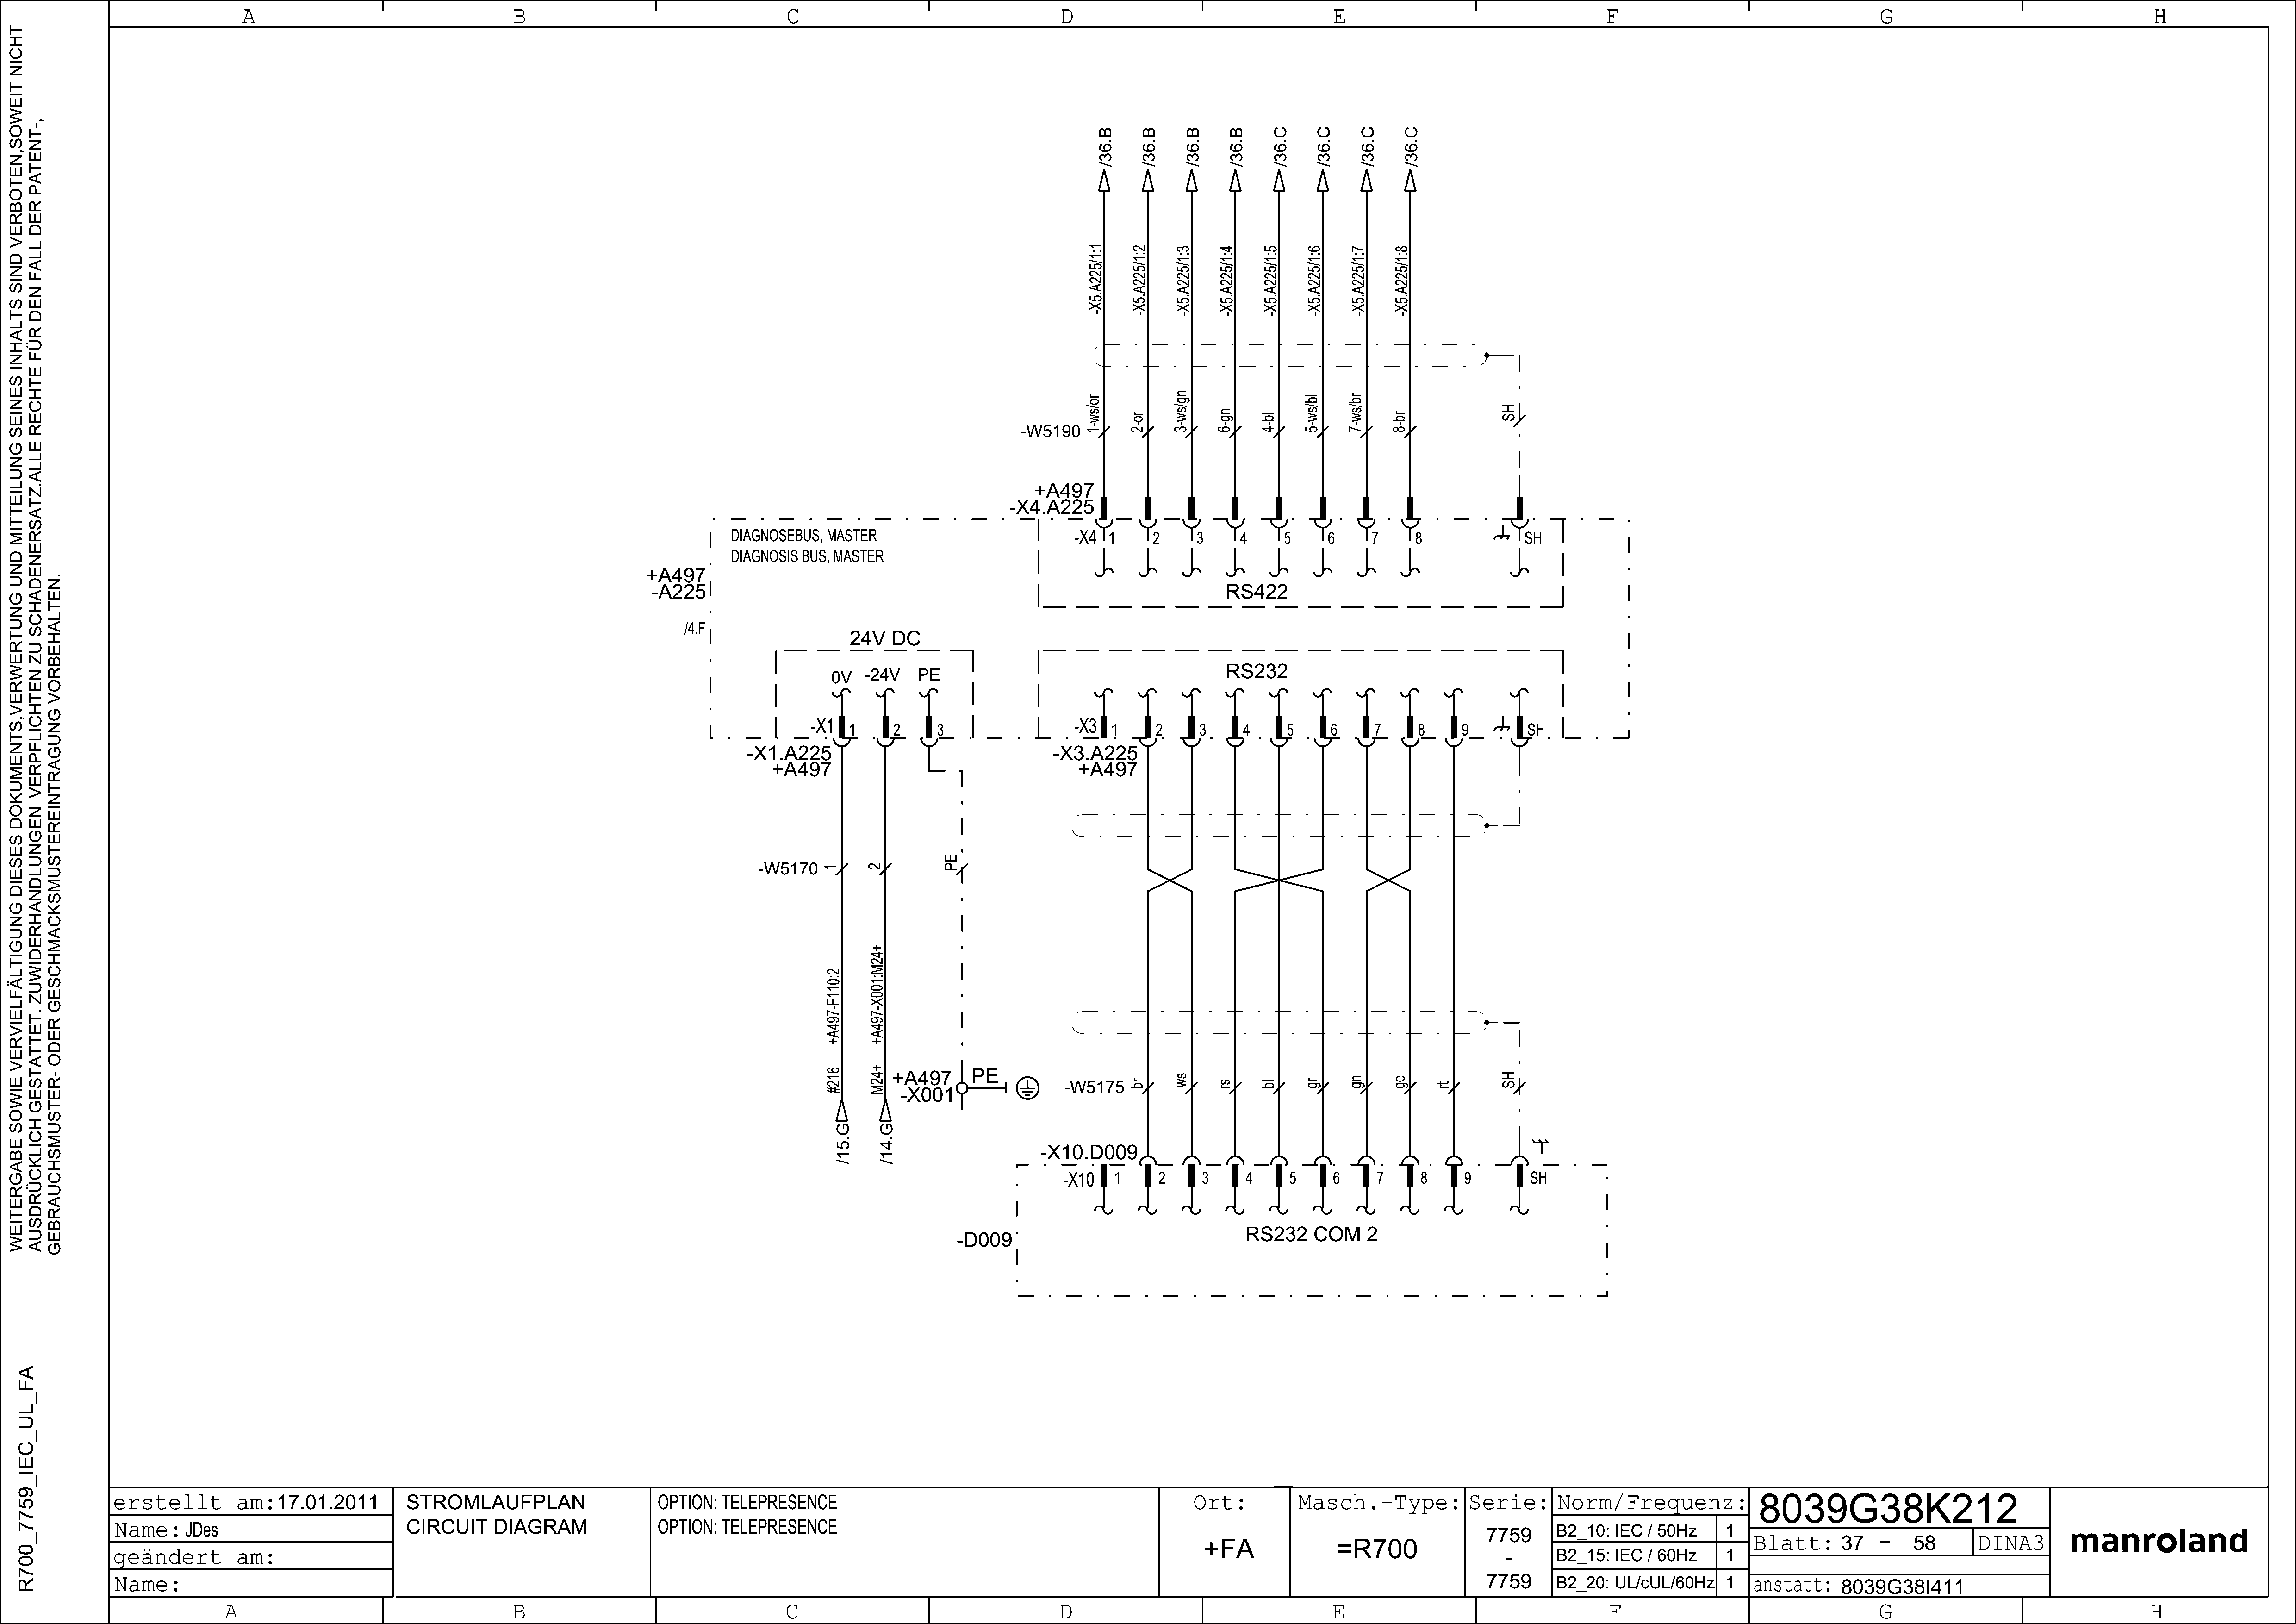 A B C D E F G H
WEITERGABE SOWIE VERVIELFÄLTIGUNG DIESES DOKUMENTS,VERWERTUNG UND MITTEILUNG SEINES INHALTS SIND VERBOTEN,SOWEIT NICHT
AUSDRÜCKLICH GESTATTET. ZUWIDERHANDLUNGEN VERPFLICHTEN ZU SCHADENERSATZ.ALLE RECHTE FÜR DEN FALL DER PATENT-,
GEBRAUCHSMUSTER- ODER GESCHMACKSMUSTEREINTRAGUNG VORBEHALTEN.
R700_7759_IEC_UL_FA
/36.B /36.B /36.B /36.B /36.C /36.C /36.C /36.C
-X5.A225/1:1 -X5.A225/1:2 -X5.A225/1:3 -X5.A225/1:4 -X5.A225/1:5 -X5.A225/1:6 -X5.A225/1:7 -X5.A225/1:8
-W5190 1-ws/or 2-or 3-ws/gn 6-gn 4-bl 5-ws/bl 7-ws/br 8-br SH
+A497
-X4.A225
DIAGNOSEBUS, MASTER
DIAGNOSIS BUS, MASTER
-X4 1 2 3 4 5 6 7 8 SH
RS422
+A497
-A225
/4.F
24V DC
0V -24V PE
-X1 1 2 3
-X1.A225
+A497
RS232
-X3 1 2 3 4 5 6 7 8 9 SH
-X3.A225
+A497
-W5170 1 2 PE
+A497-F110:2 +A497-X001:M24+
#216 M24+
/15.G /14.G
+A497
-X001
PE
-W5175 br ws rs bl gr gn ge rt SH
-X10.D009
-X10 1 2 3 4 5 6 7 8 9 SH
RS232 COM 2
-D009
erstellt am: 17.01.2011
Name: JDes
geändert am:
Name:
STROMLAUFPLAN
CIRCUIT DIAGRAM
OPTION: TELEPRESENCE
OPTION: TELEPRESENCE
Ort:
+FA
Masch.-Type:
=R700
Serie:
7759
-
7759
Norm/Frequenz:
B2_10: IEC / 50Hz 1
B2_15: IEC / 60Hz 1
B2_20: UL/cUL/60Hz 1
8039G38K212
Blatt: 37 - 58 DINA3
anstatt: 8039G38I411
manroland
A B C D E F G H